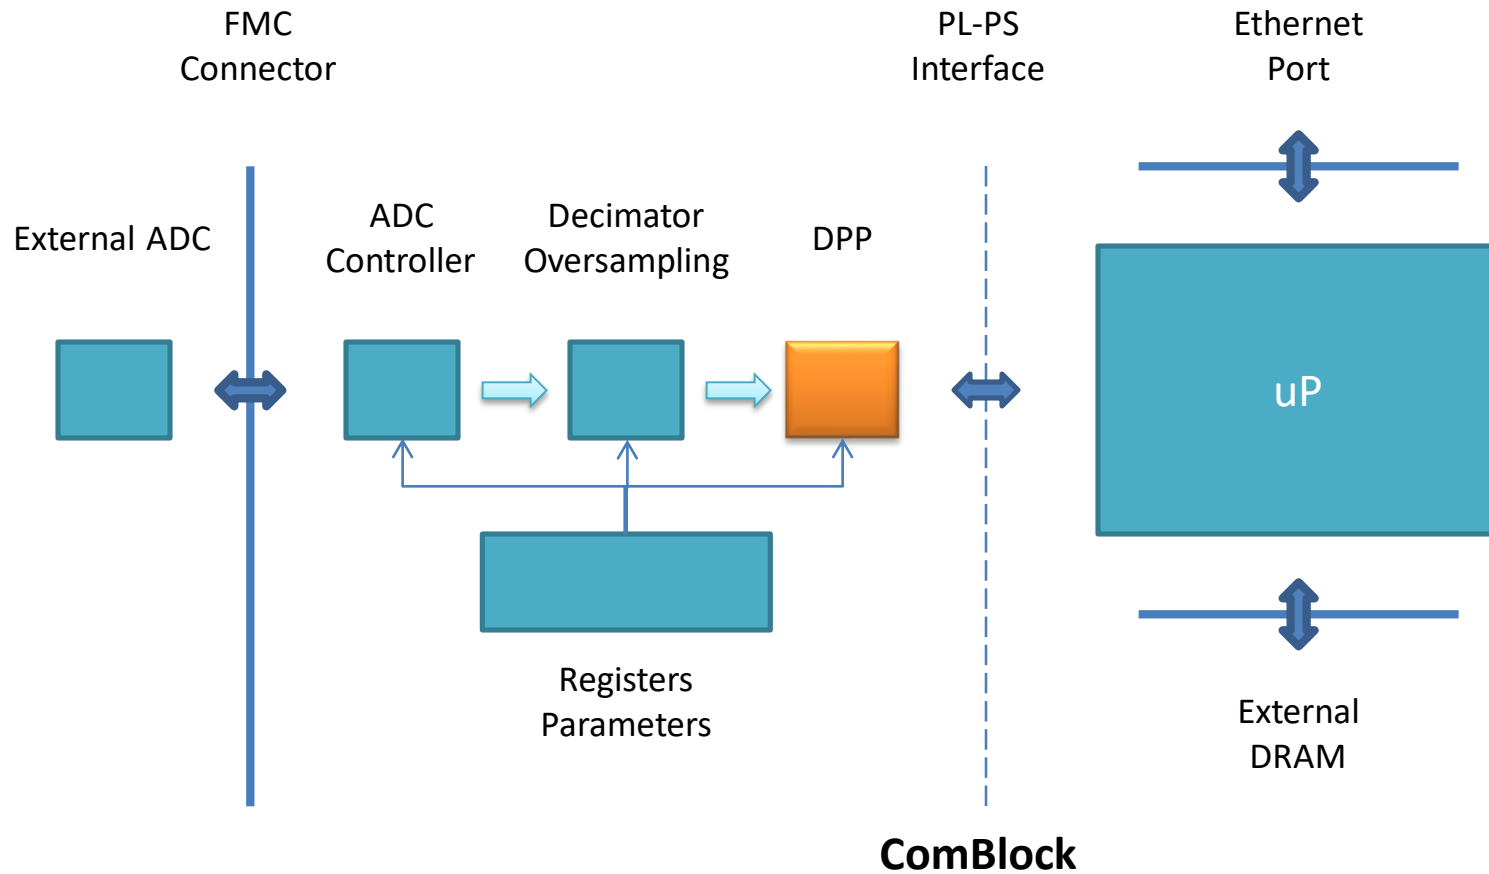 FMC
Connector
PL-PS
Interface
Ethernet
Port
External ADC
ADC
Controller
Decimator
Oversampling
DPP
uP
Registers
Parameters
External
DRAM
ComBlock